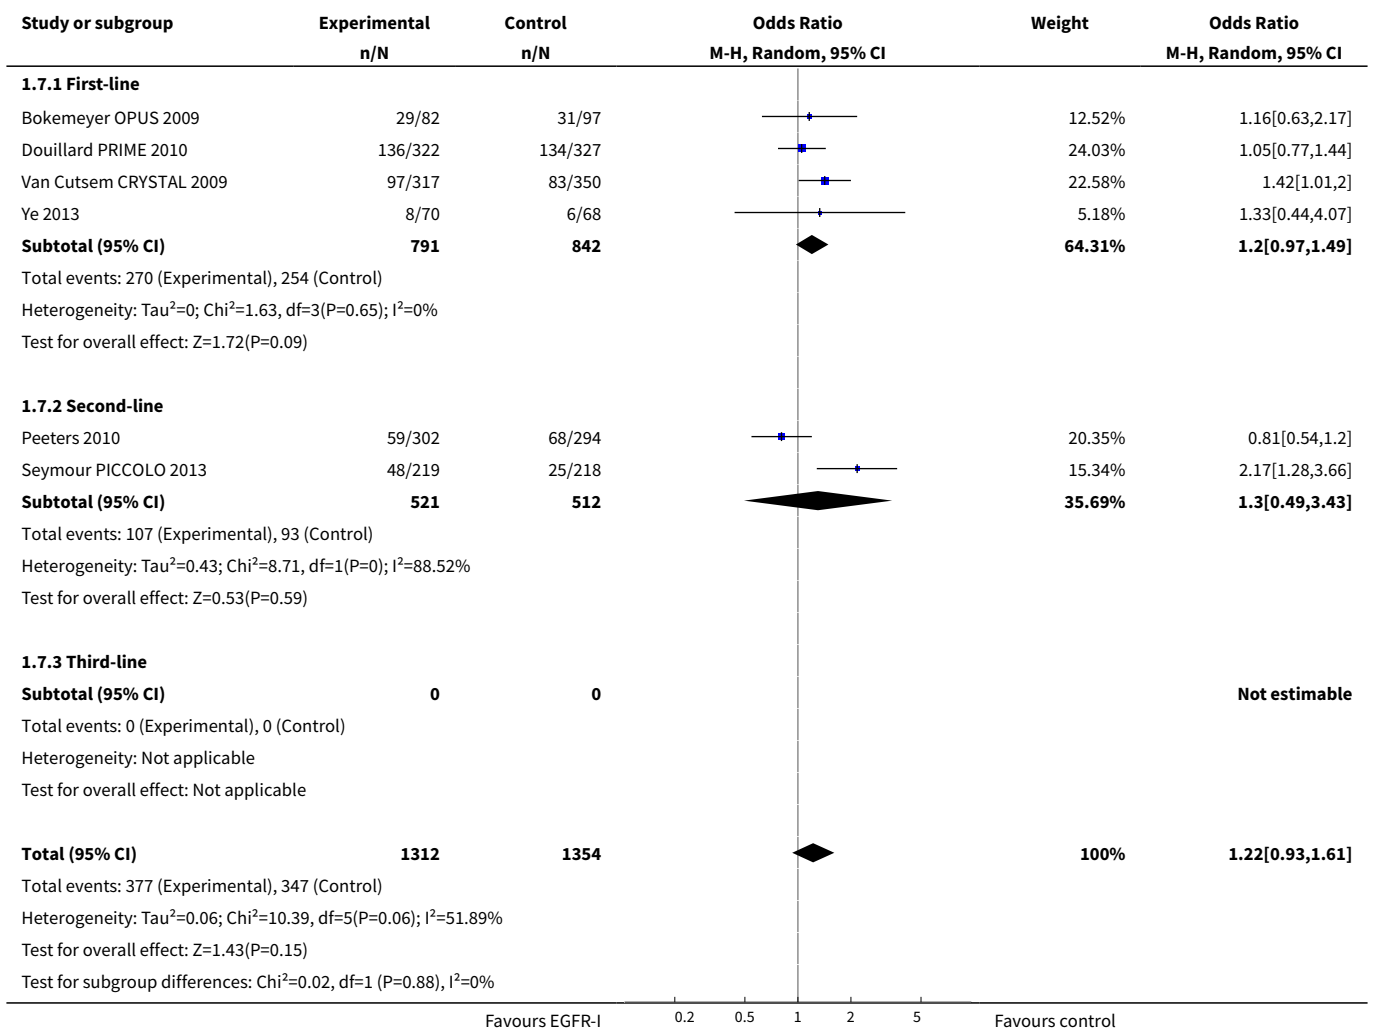 Study or subgroup Experimental Control Odds Ratio Weight Odds Ratio
n/N n/N M-H, Random, 95% CI M-H, Random, 95% CI
1.7.1 First-line
Bokemeyer OPUS 2009 29/82 31/97 12.52% 1.16[0.63,2.17]
Douillard PRIME 2010 136/322 134/327 24.03% 1.05[0.77,1.44]
Van Cutsem CRYSTAL 2009 97/317 83/350 22.58% 1.42[1.01,2]
Ye 2013 8/70 6/68 5.18% 1.33[0.44,4.07]
Subtotal (95% CI) 791 842 64.31% 1.2[0.97,1.49]
Total events: 270 (Experimental), 254 (Control)
Heterogeneity: Tau²=0; Chi²=1.63, df=3(P=0.65); I²=0%
Test for overall effect: Z=1.72(P=0.09)
1.7.2 Second-line
Peeters 2010 59/302 68/294 20.35% 0.81[0.54,1.2]
Seymour PICCOLO 2013 48/219 25/218 15.34% 2.17[1.28,3.66]
Subtotal (95% CI) 521 512 35.69% 1.3[0.49,3.43]
Total events: 107 (Experimental), 93 (Control)
Heterogeneity: Tau²=0.43; Chi²=8.71, df=1(P=0); I²=88.52%
Test for overall effect: Z=0.53(P=0.59)
1.7.3 Third-line
Subtotal (95% CI) 0 0 Not estimable
Total events: 0 (Experimental), 0 (Control)
Heterogeneity: Not applicable
Test for overall effect: Not applicable
Total (95% CI) 1312 1354 100% 1.22[0.93,1.61]
Total events: 377 (Experimental), 347 (Control)
Heterogeneity: Tau²=0.06; Chi²=10.39, df=5(P=0.06); I²=51.89%
Test for overall effect: Z=1.43(P=0.15)
Test for subgroup differences: Chi²=0.02, df=1 (P=0.88), I²=0%
Favours EGFR-I 0.2 0.5 1 2 5 Favours control